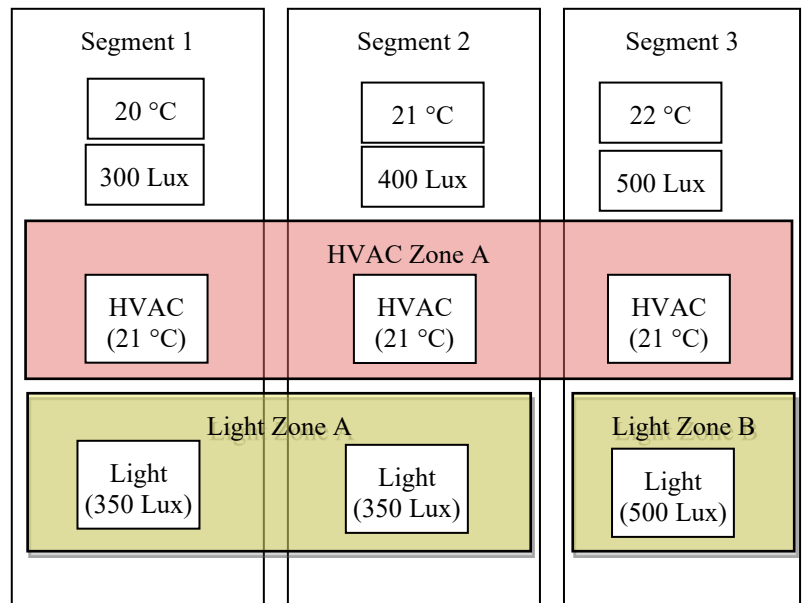 Segment 1
Segment 2
Segment 3
20 °C
21 °C
22 °C
300 Lux
400 Lux
500 Lux
HVAC Zone A
HVAC
(21 °C)
HVAC
(21 °C)
HVAC
(21 °C)
Light Zone A
Light Zone B
Light
(350 Lux)
Light
(350 Lux)
Light
(500 Lux)